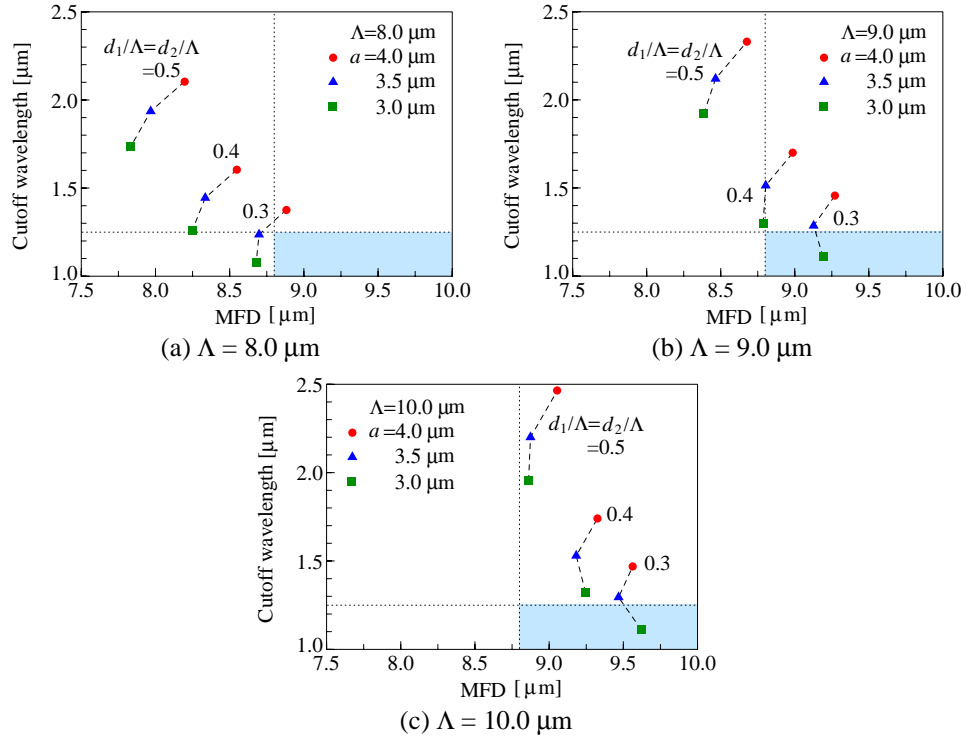 2.5
2.0
1.5
1.0
Cutoff wavelength [μm]
d1/Λ=d2/Λ
=0.5
0.4
0.3
Λ=8.0 μm
a=4.0 μm
3.5 μm
3.0 μm
7.5 8.0 8.5 9.0 9.5 10.0
MFD [μm]
(a) Λ = 8.0 μm
2.5
2.0
1.5
1.0
Cutoff wavelength [μm]
d1/Λ=d2/Λ
=0.5
0.4
0.3
Λ=9.0 μm
a=4.0 μm
3.5 μm
3.0 μm
7.5 8.0 8.5 9.0 9.5 10.0
MFD [μm]
(b) Λ = 9.0 μm
2.5
2.0
1.5
1.0
Cutoff wavelength [μm]
Λ=10.0 μm
a=4.0 μm
3.5 μm
3.0 μm
d1/Λ=d2/Λ
=0.5
0.4
0.3
7.5 8.0 8.5 9.0 9.5 10.0
MFD [μm]
(c) Λ = 10.0 μm